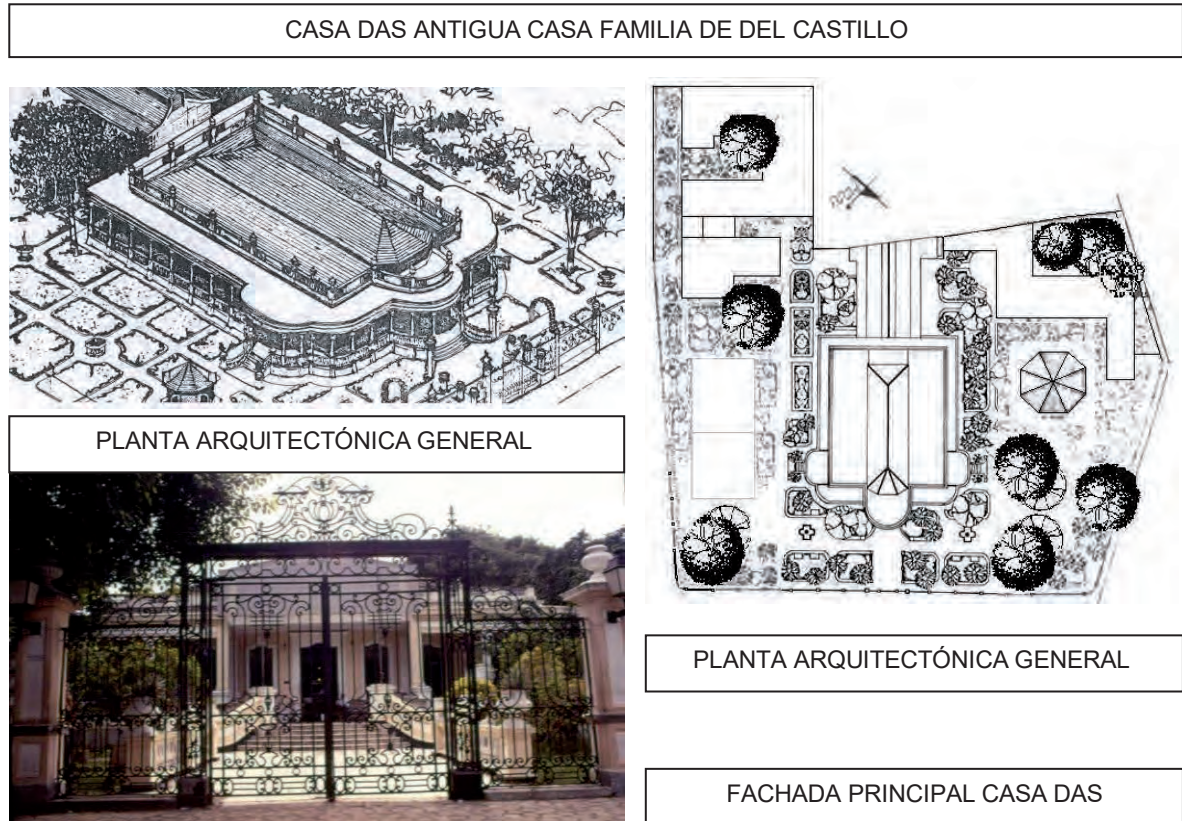 CASA DAS ANTIGUA CASA FAMILIA DE DEL CASTILLO
PLANTA ARQUITECTÓNICA GENERAL
PLANTA ARQUITECTÓNICA GENERAL
FACHADA PRINCIPAL CASA DAS